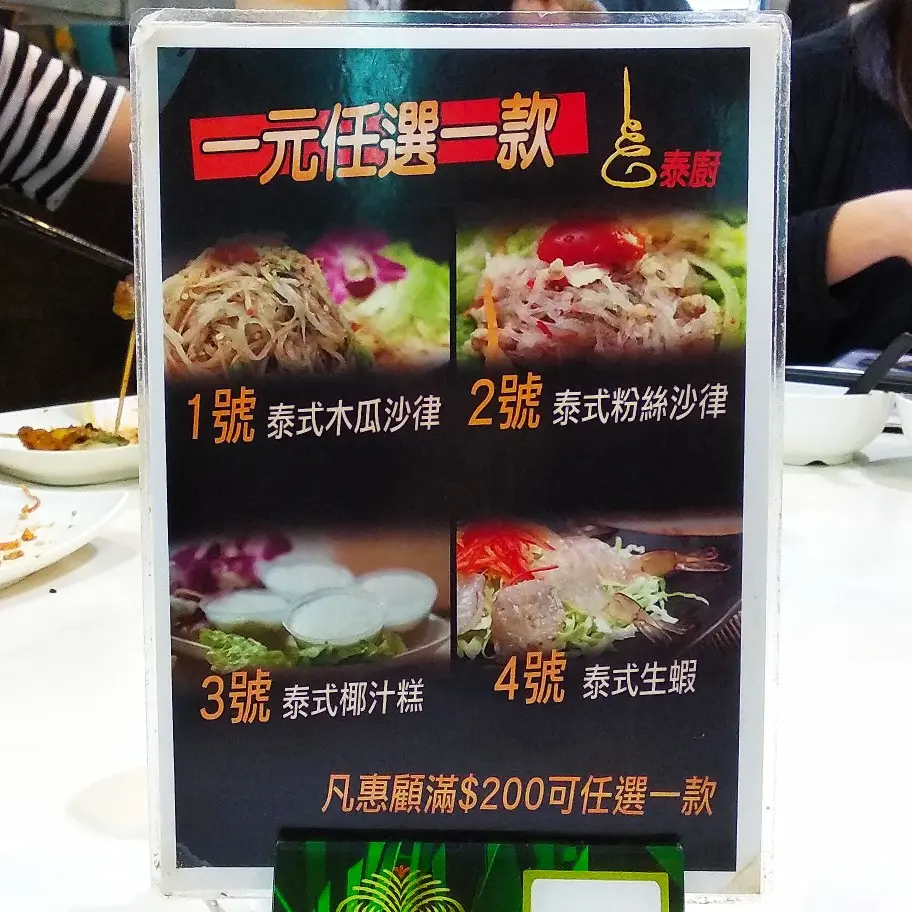 一元任選一款
泰廚
1號 泰式木瓜沙律
2號 泰式粉絲沙律
3號 泰式椰汁糕
4號 泰式生蝦
凡惠顧滿$200可任選一款